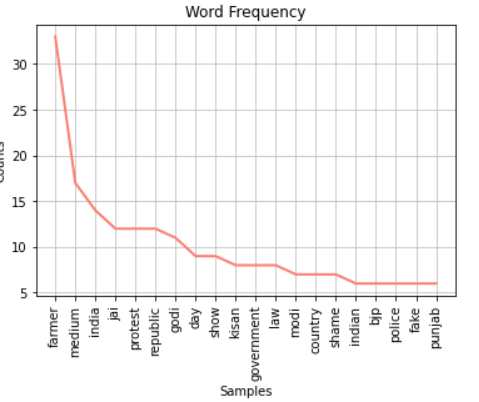 Word Frequency
30
25
20
15
10
5
counts
farmer
medium
india
jai
protest
republic
godi
day
show
kisan
government
law
modi
country
shame
indian
bjp
police
fake
punjab
Samples